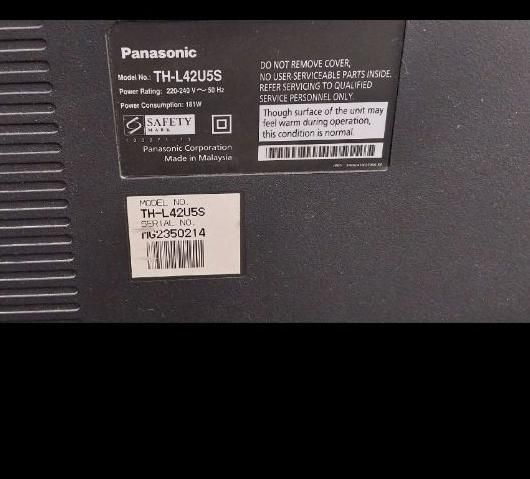 Panasonic
Model No.: TH-L42U5S
Power Rating: 220-240 V ~ 50 Hz
Power Consumption: 181W
SAFETY
MARK
Panasonic Corporation
Made in Malaysia
DO NOT REMOVE COVER,
NO USER-SERVICEABLE PARTS INSIDE.
REFER SERVICING TO QUALIFIED
SERVICE PERSONNEL ONLY.
Though surface of the unit may
feel warm during operation,
this condition is normal.
MODEL NO.
TH-L42U5S
SERIAL NO.
MG2350214